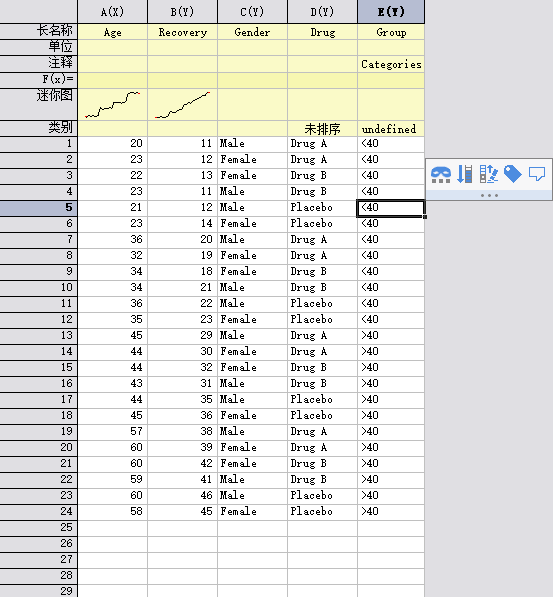 A(X) B(Y) C(Y) D(Y) E(Y)
长名称 Age Recovery Gender Drug Group
单位
注释 Categories
F(x)=
迷你图
类别 未排序 undefined
1 20 11 Male Drug A <40
2 23 12 Female Drug A <40
3 22 13 Female Drug B <40
4 23 11 Male Drug B <40
5 21 12 Male Placebo <40
6 23 14 Female Placebo <40
7 36 20 Male Drug A <40
8 32 19 Female Drug A <40
9 34 18 Female Drug B <40
10 34 21 Male Drug B <40
11 36 22 Male Placebo <40
12 35 23 Female Placebo <40
13 45 29 Male Drug A >40
14 44 30 Female Drug A >40
15 44 32 Female Drug B >40
16 43 31 Male Drug B >40
17 44 35 Male Placebo >40
18 45 36 Female Placebo >40
19 57 38 Male Drug A >40
20 60 39 Female Drug A >40
21 60 42 Female Drug B >40
22 59 41 Male Drug B >40
23 60 46 Male Placebo >40
24 58 45 Female Placebo >40
25
26
27
28
29